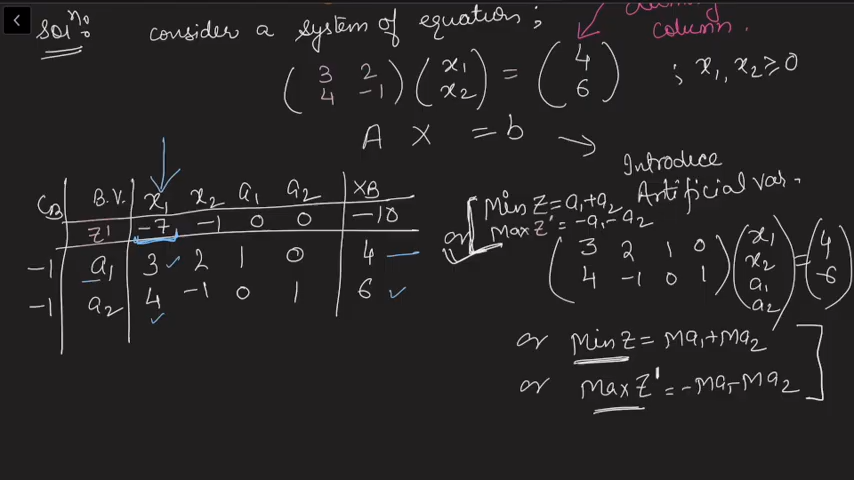 Solⁿ: consider a system of equation;
column.
( 3 2
4 -1 ) ( x1
x2 ) = ( 4
6 ) ; x1, x2 ≥ 0
A X = b →
Introduce
Artificial var.
CB B.V. x1 x2 a1 a2 XB
z' -7 -1 0 0 -10
-1 a1 3 2 1 0 4
-1 a2 4 -1 0 1 6
or Min Z = a1+a2
Max Z' = -a1-a2
( 3 2 1 0
4 -1 0 1 ) ( x1
x2
a1
a2 ) = ( 4
6 )
or Min Z = Ma1+Ma2
or Max Z' = -Ma1-Ma2